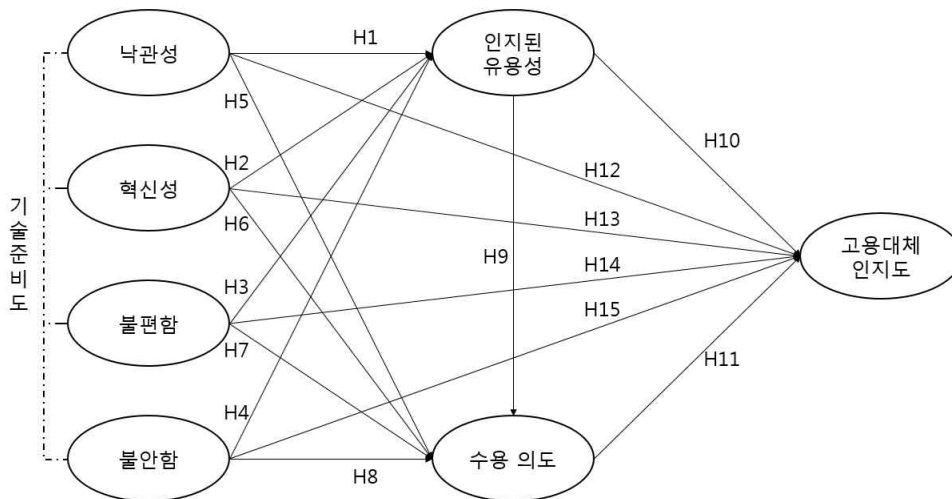 낙관성
H1
인지된
유용성
H5
H10
H2
혁신성
H12
H6
H13
기술준비도
고용대체
인지도
H9
H3
H14
불편함
H15
H7
H11
H4
불안함
수용 의도
H8